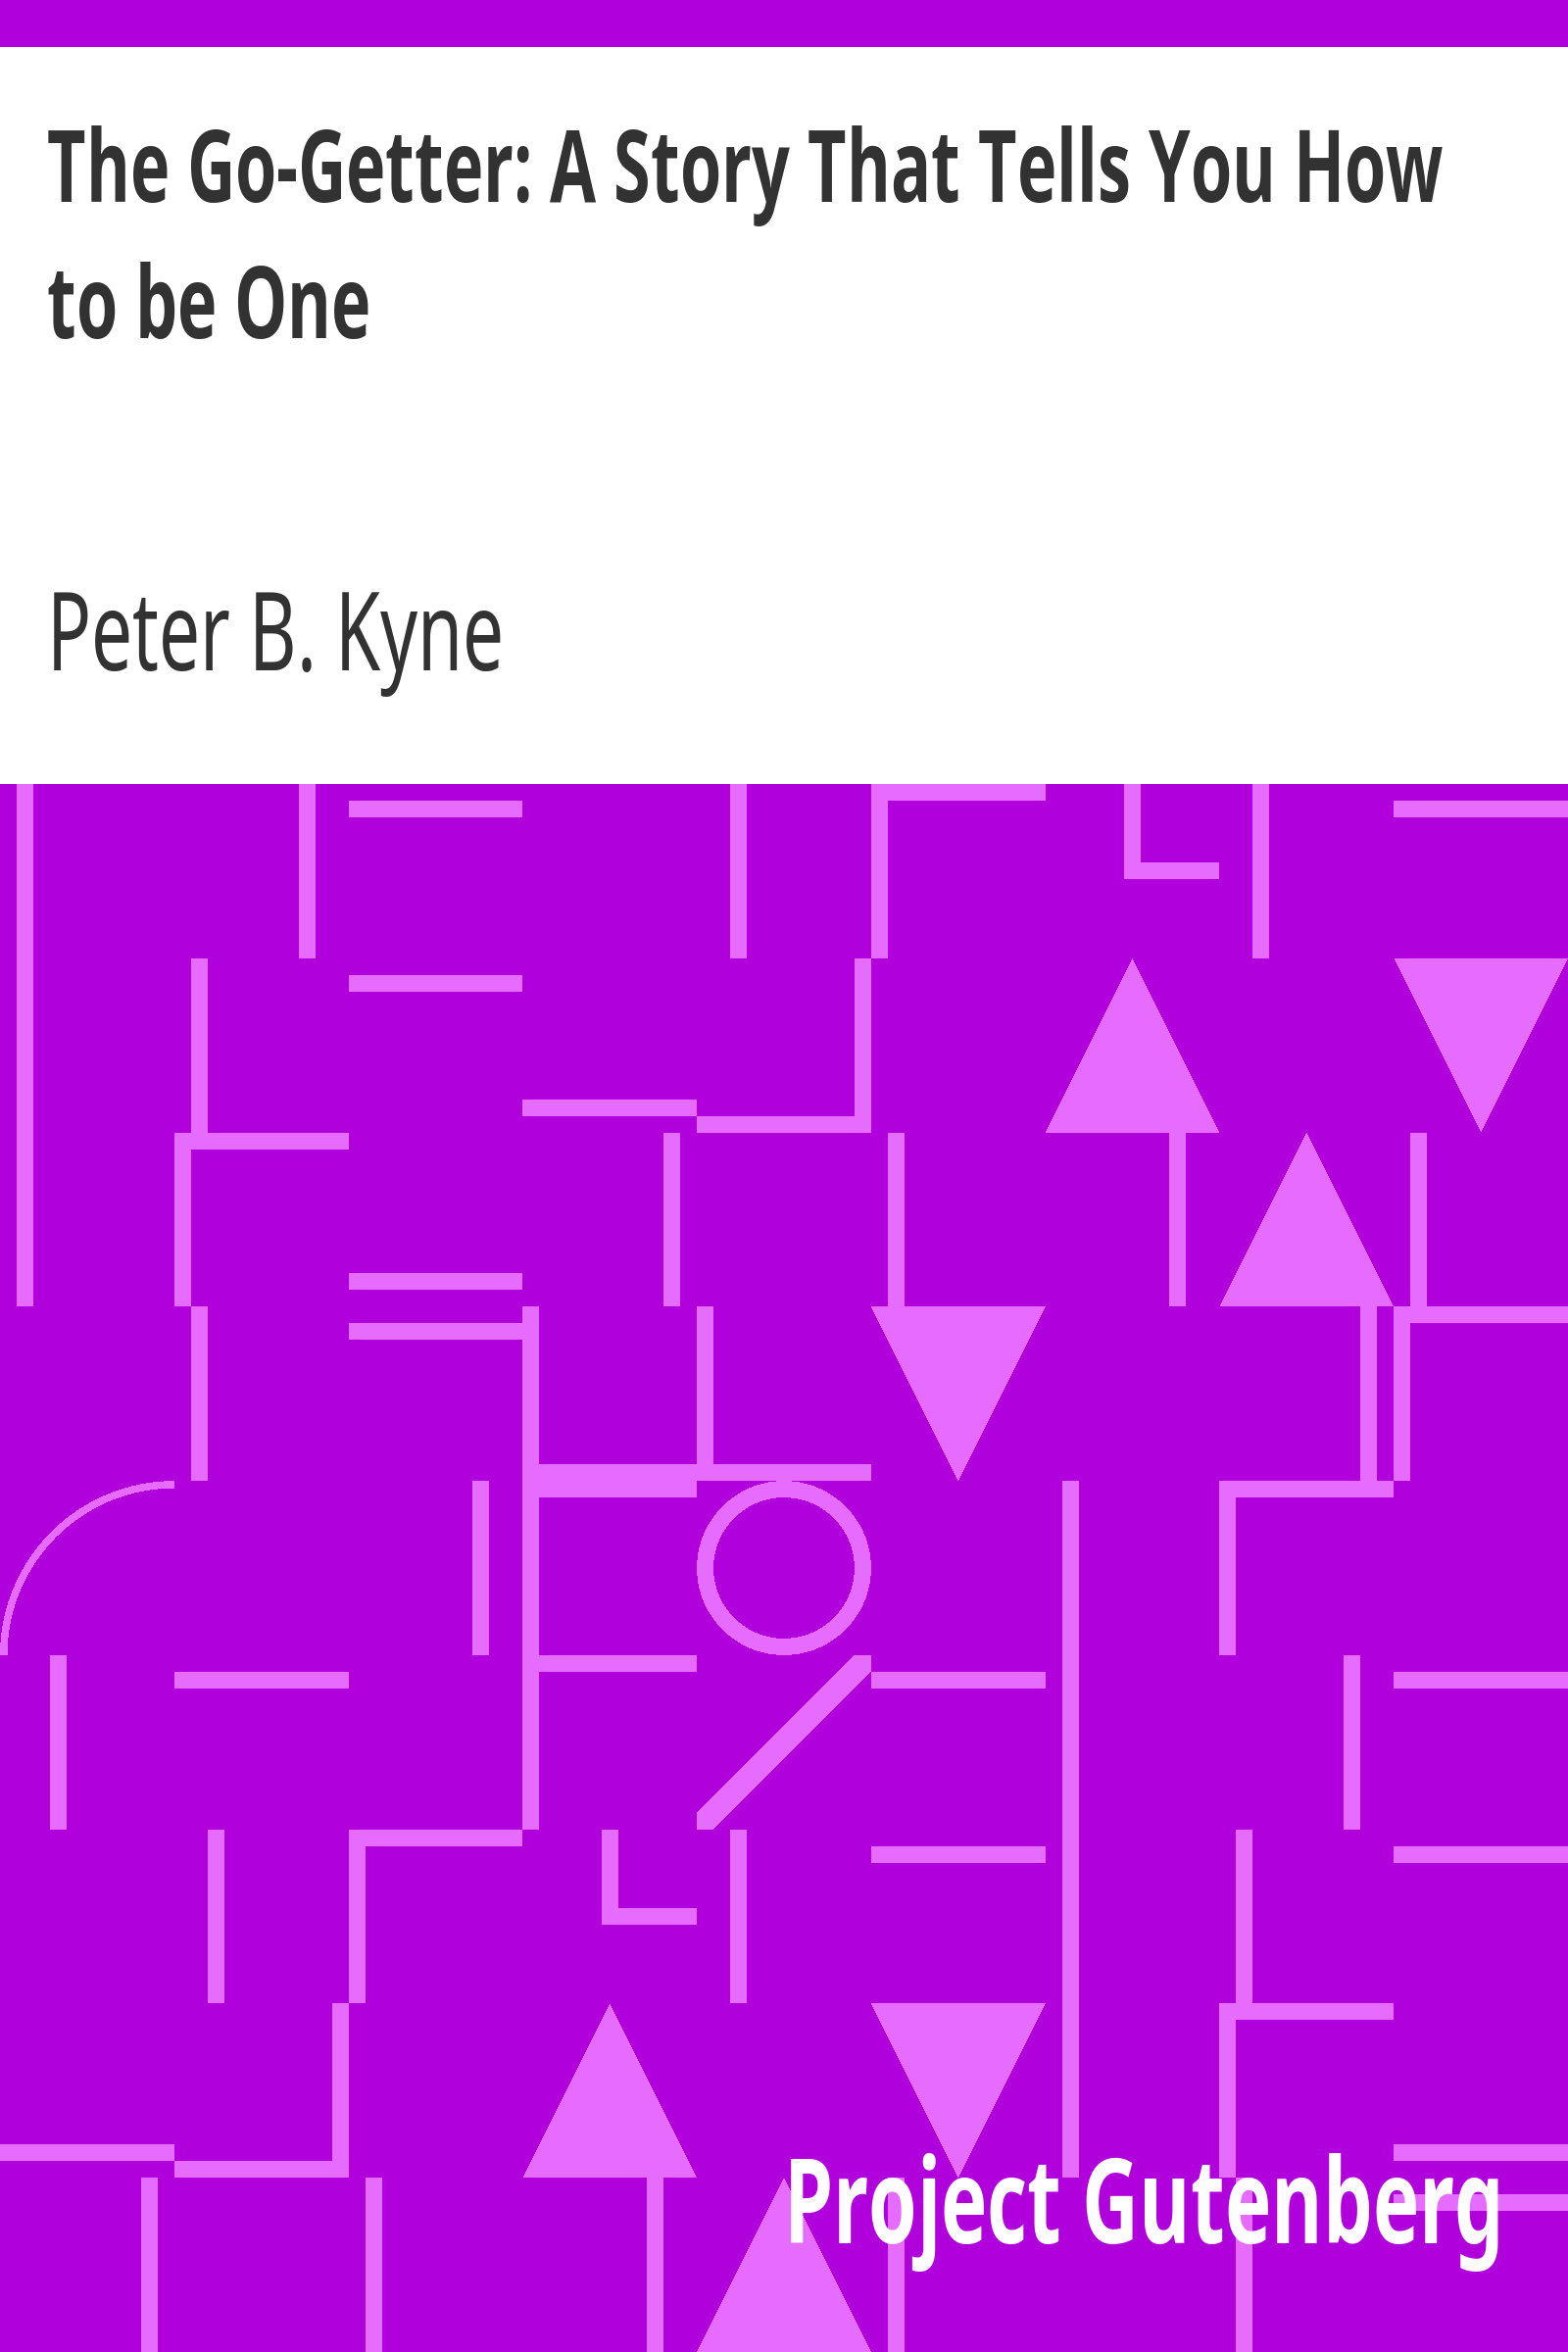 The Go-Getter: A Story That Tells You How
to be One
Peter B. Kyne
Project Gutenberg